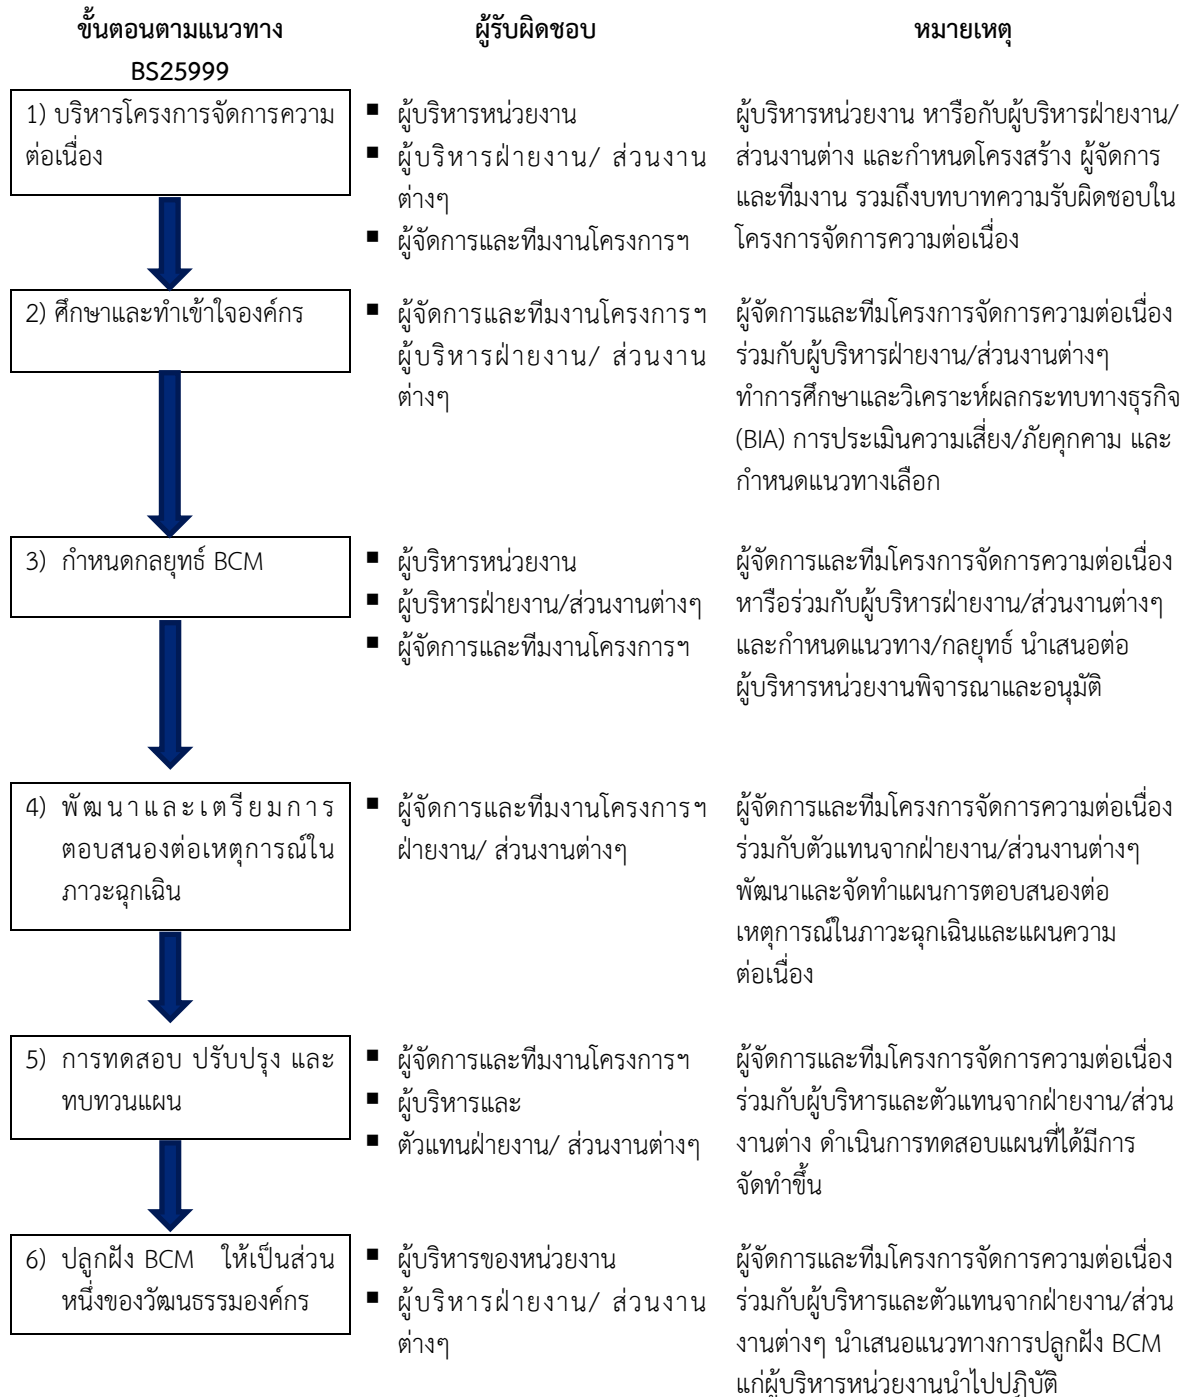 ขั้นตอนตามแนวทาง
BS25999
ผู้รับผิดชอบ
หมายเหตุ
1) บริหารโครงการจัดการความ
ต่อเนื่อง
■ ผู้บริหารหน่วยงาน
■ ผู้บริหารฝ่ายงาน/ ส่วนงาน
ต่างๆ
■ ผู้จัดการและทีมงานโครงการฯ
ผู้บริหารหน่วยงาน หารือกับผู้บริหารฝ่ายงาน/
ส่วนงานต่าง และกำหนดโครงสร้าง ผู้จัดการ
และทีมงาน รวมถึงบทบาทความรับผิดชอบใน
โครงการจัดการความต่อเนื่อง
2) ศึกษาและทำเข้าใจองค์กร
■ ผู้จัดการและทีมงานโครงการฯ
ผู้บริหารฝ่ายงาน/ ส่วนงาน
ต่างๆ
ผู้จัดการและทีมโครงการจัดการความต่อเนื่อง
ร่วมกับผู้บริหารฝ่ายงาน/ส่วนงานต่างๆ
ทำการศึกษาและวิเคราะห์ผลกระทบทางธุรกิจ
(BIA) การประเมินความเสี่ยง/ภัยคุกคาม และ
กำหนดแนวทางเลือก
3) กำหนดกลยุทธ์ BCM
■ ผู้บริหารหน่วยงาน
■ ผู้บริหารฝ่ายงาน/ส่วนงานต่างๆ
■ ผู้จัดการและทีมงานโครงการฯ
ผู้จัดการและทีมโครงการจัดการความต่อเนื่อง
หารือร่วมกับผู้บริหารฝ่ายงาน/ส่วนงานต่างๆ
และกำหนดแนวทาง/กลยุทธ์ นำเสนอต่อ
ผู้บริหารหน่วยงานพิจารณาและอนุมัติ
4) พัฒนาและเตรียมการ
ตอบสนองต่อเหตุการณ์ใน
ภาวะฉุกเฉิน
■ ผู้จัดการและทีมงานโครงการฯ
ฝ่ายงาน/ ส่วนงานต่างๆ
ผู้จัดการและทีมโครงการจัดการความต่อเนื่อง
ร่วมกับตัวแทนจากฝ่ายงาน/ส่วนงานต่างๆ
พัฒนาและจัดทำแผนการตอบสนองต่อ
เหตุการณ์ในภาวะฉุกเฉินและแผนความ
ต่อเนื่อง
5) การทดสอบ ปรับปรุง และ
ทบทวนแผน
■ ผู้จัดการและทีมงานโครงการฯ
■ ผู้บริหารและ
■ ตัวแทนฝ่ายงาน/ ส่วนงานต่างๆ
ผู้จัดการและทีมโครงการจัดการความต่อเนื่อง
ร่วมกับผู้บริหารและตัวแทนจากฝ่ายงาน/ส่วน
งานต่าง ดำเนินการทดสอบแผนที่ได้มีการ
จัดทำขึ้น
6) ปลูกฝัง BCM ให้เป็นส่วน
หนึ่งของวัฒนธรรมองค์กร
■ ผู้บริหารของหน่วยงาน
■ ผู้บริหารฝ่ายงาน/ ส่วนงาน
ต่างๆ
ผู้จัดการและทีมโครงการจัดการความต่อเนื่อง
ร่วมกับผู้บริหารและตัวแทนจากฝ่ายงาน/ส่วน
งานต่างๆ นำเสนอแนวทางการปลูกฝัง BCM
แก่ผู้บริหารหน่วยงานนำไปปฏิบัติ